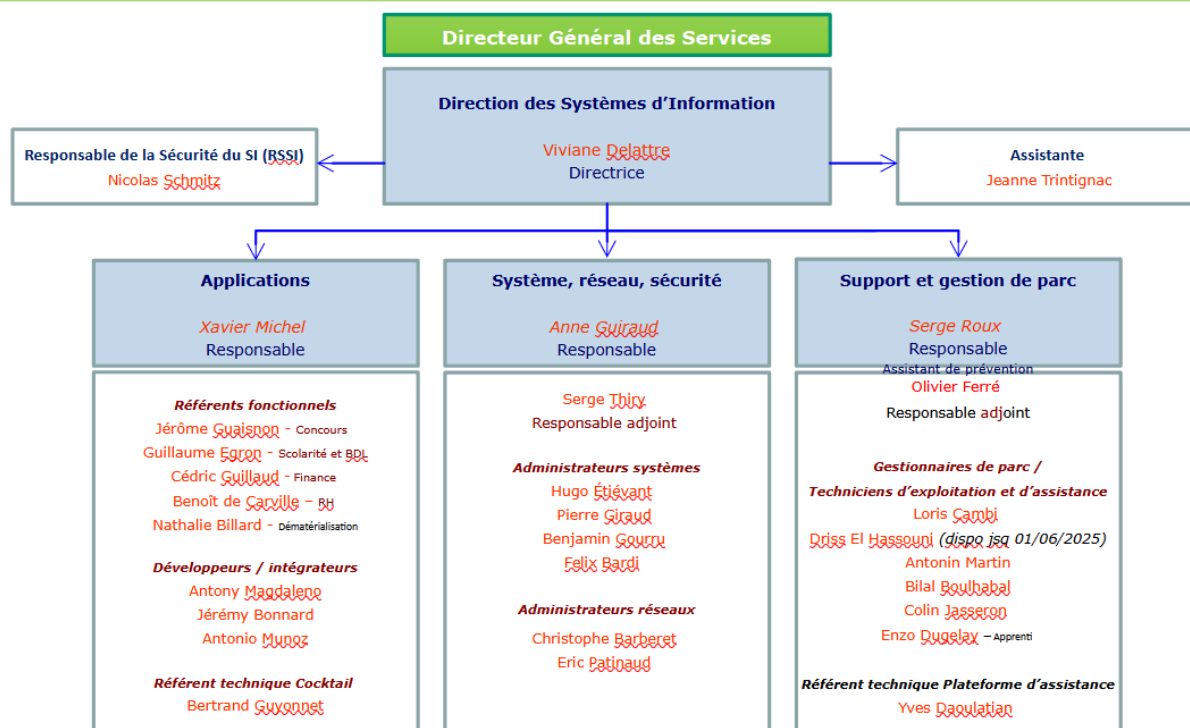 Directeur Général des Services
Direction des Systèmes d’Information
Viviane Delattre
Directrice
Responsable de la Sécurité du SI (RSSI)
Nicolas Schmitz
Assistante
Jeanne Trintignac
Applications
Xavier Michel
Responsable
Référents fonctionnels
Jérôme Guaisnon - Concours
Guillaume Egron - Scolarité et BDL
Cédric Guillaud - Finance
Benoît de Carville – RH
Nathalie Billard - Dématérialisation
Développeurs / intégrateurs
Antony Magdaleno
Jérémy Bonnard
Antonio Munoz
Référent technique Cocktail
Bertrand Guyonnet
Système, réseau, sécurité
Anne Guiraud
Responsable
Serge Thiry
Responsable adjoint
Administrateurs systèmes
Hugo Étiévant
Pierre Giraud
Benjamin Gourru
Felix Bardi
Administrateurs réseaux
Christophe Barberet
Eric Patinaud
Support et gestion de parc
Serge Roux
Responsable
Assistant de prévention
Olivier Ferré
Responsable adjoint
Gestionnaires de parc /
Techniciens d’exploitation et d’assistance
Loris Cambi
Driss El Hassouni (dispo jsq 01/06/2025)
Antonin Martin
Bilal Boulhabal
Colin Jasseron
Enzo Dugelay – Apprenti
Référent technique Plateforme d’assistance
Yves Daoulatian